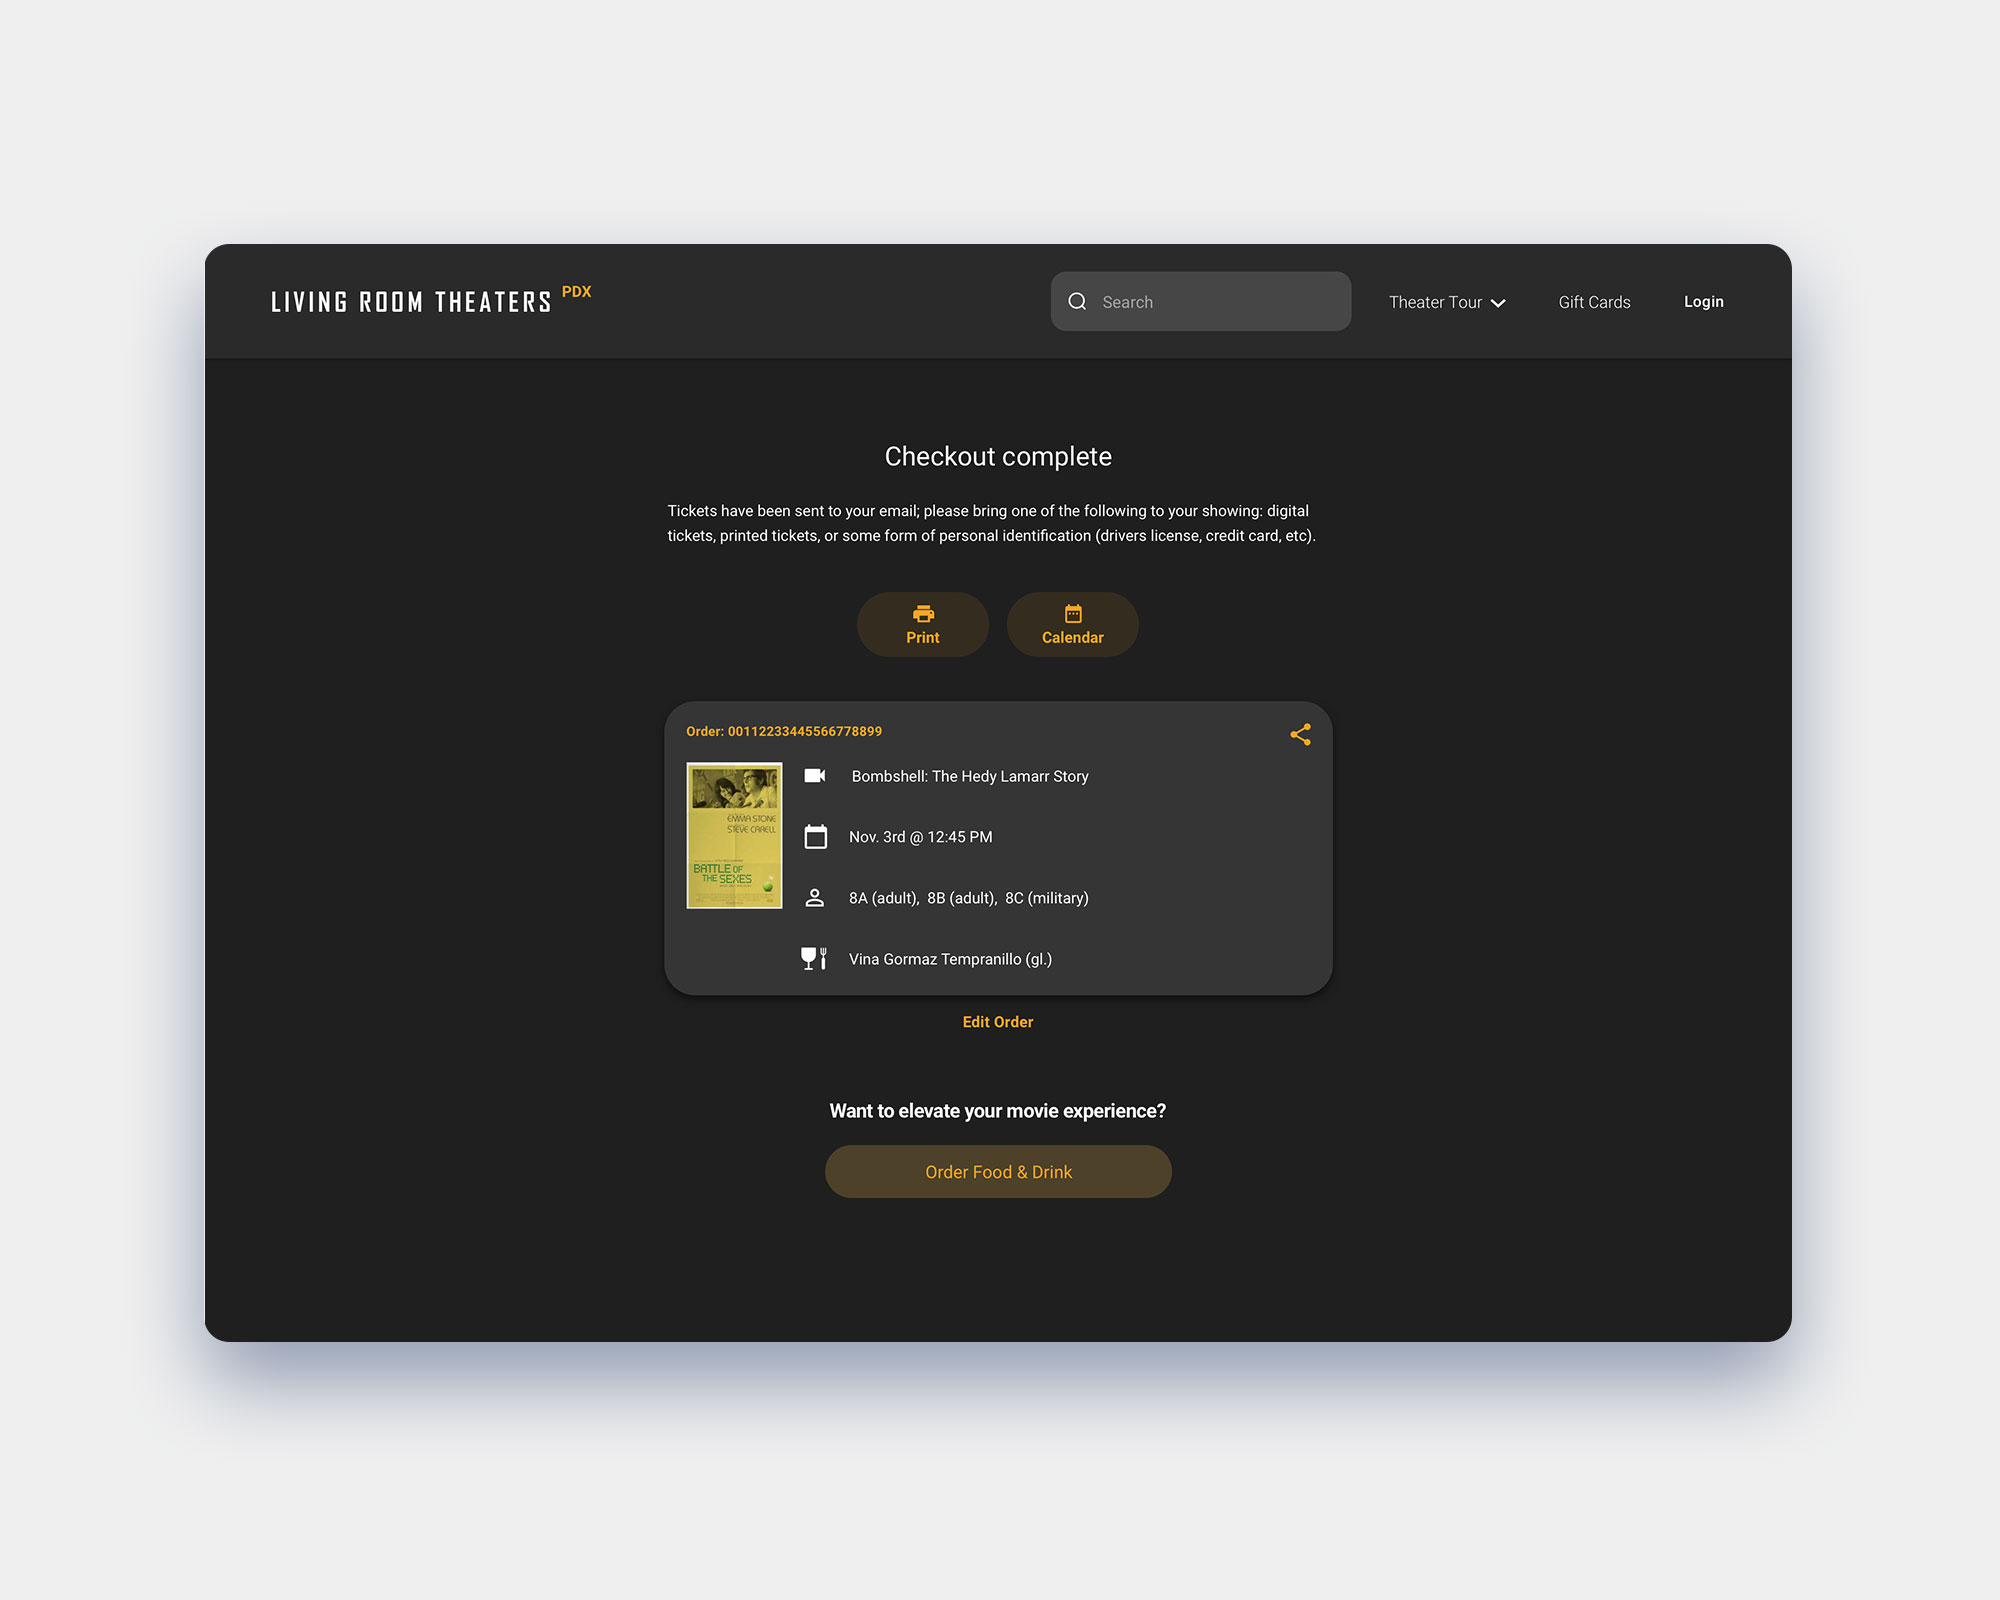 LIVING ROOM THEATERS PDX
Search
Theater Tour
Gift Cards
Login
Checkout complete
Tickets have been sent to your email; please bring one of the following to your showing: digital
tickets, printed tickets, or some form of personal identification (drivers license, credit card, etc).
Print
Calendar
Order: 00112233445566778899
EMMA STONE
STEVE CARELL
BATTLE OF
THE SEXES
Bombshell: The Hedy Lamarr Story
Nov. 3rd @ 12:45 PM
8A (adult),  8B (adult),  8C (military)
Vina Gormaz Tempranillo (gl.)
Edit Order
Want to elevate your movie experience?
Order Food & Drink